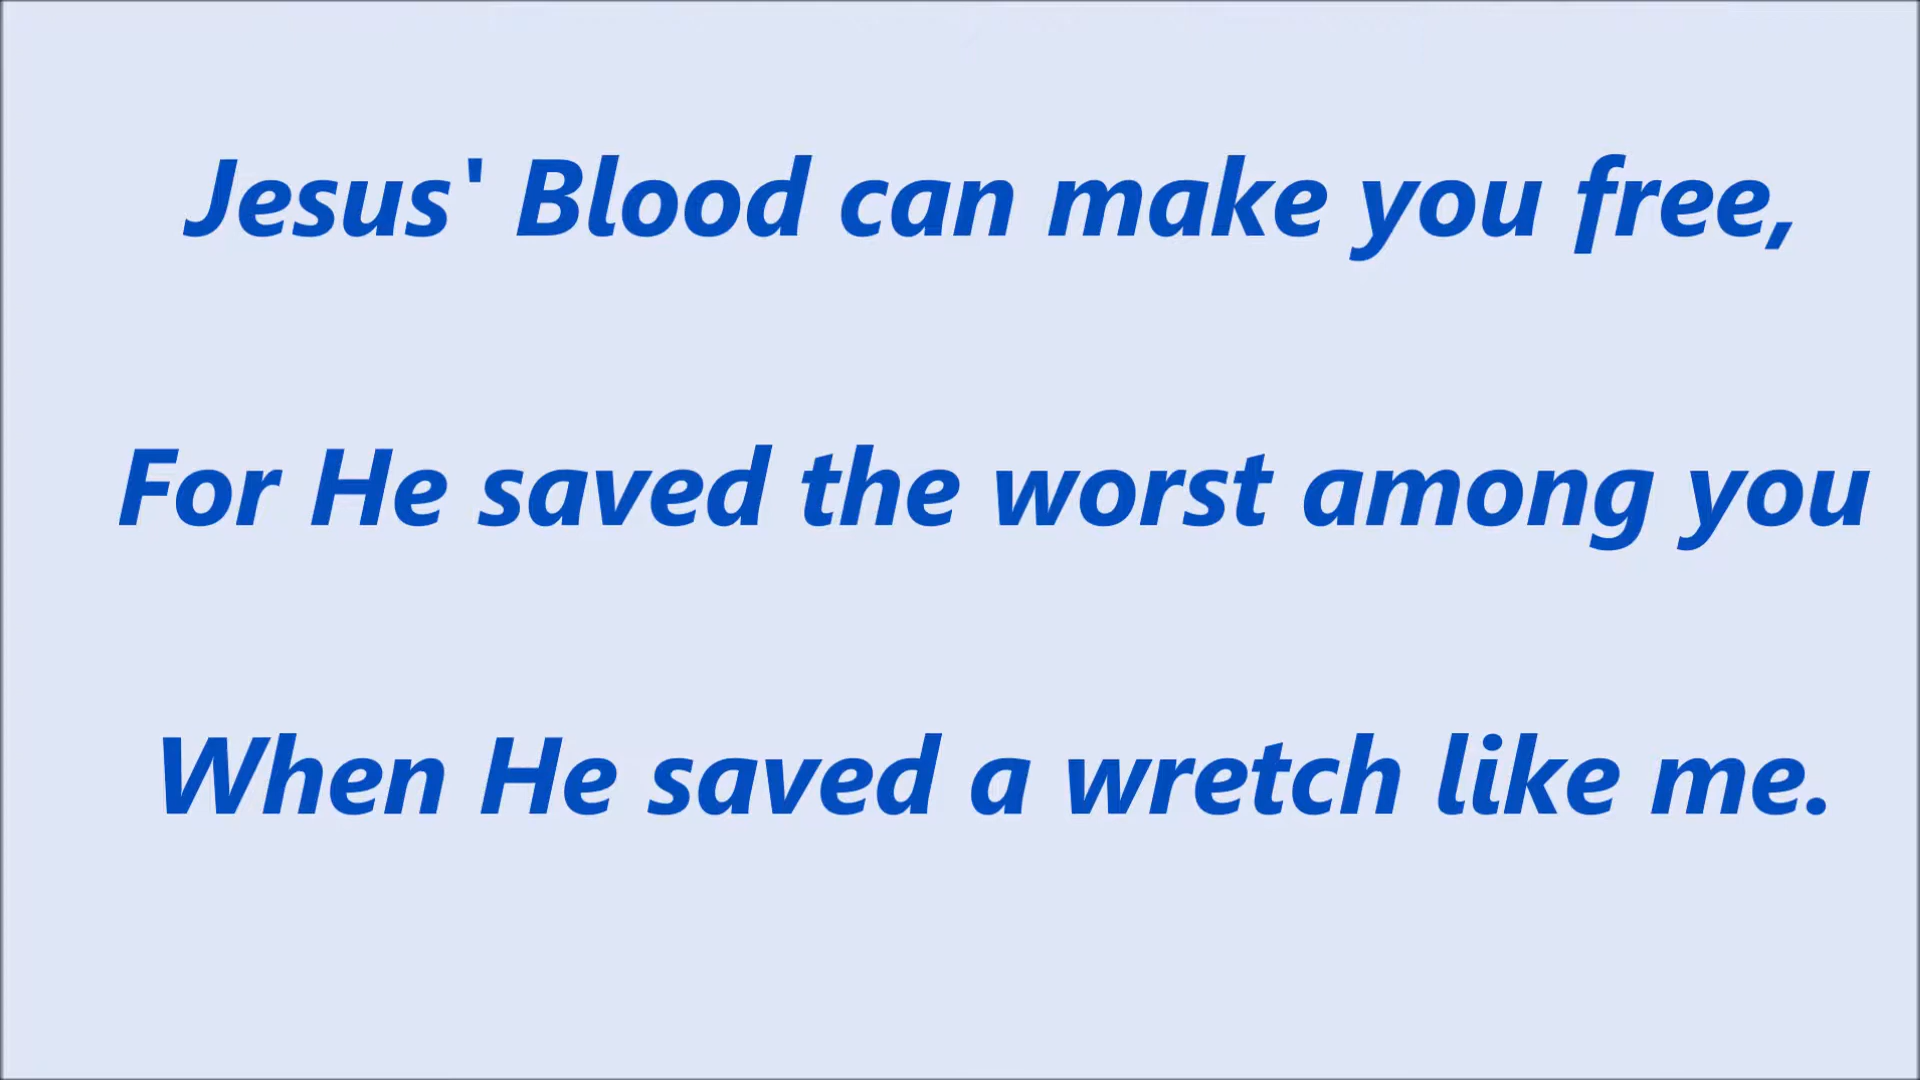 Jesus' Blood can make you free,
For He saved the worst among you
When He saved a wretch like me.